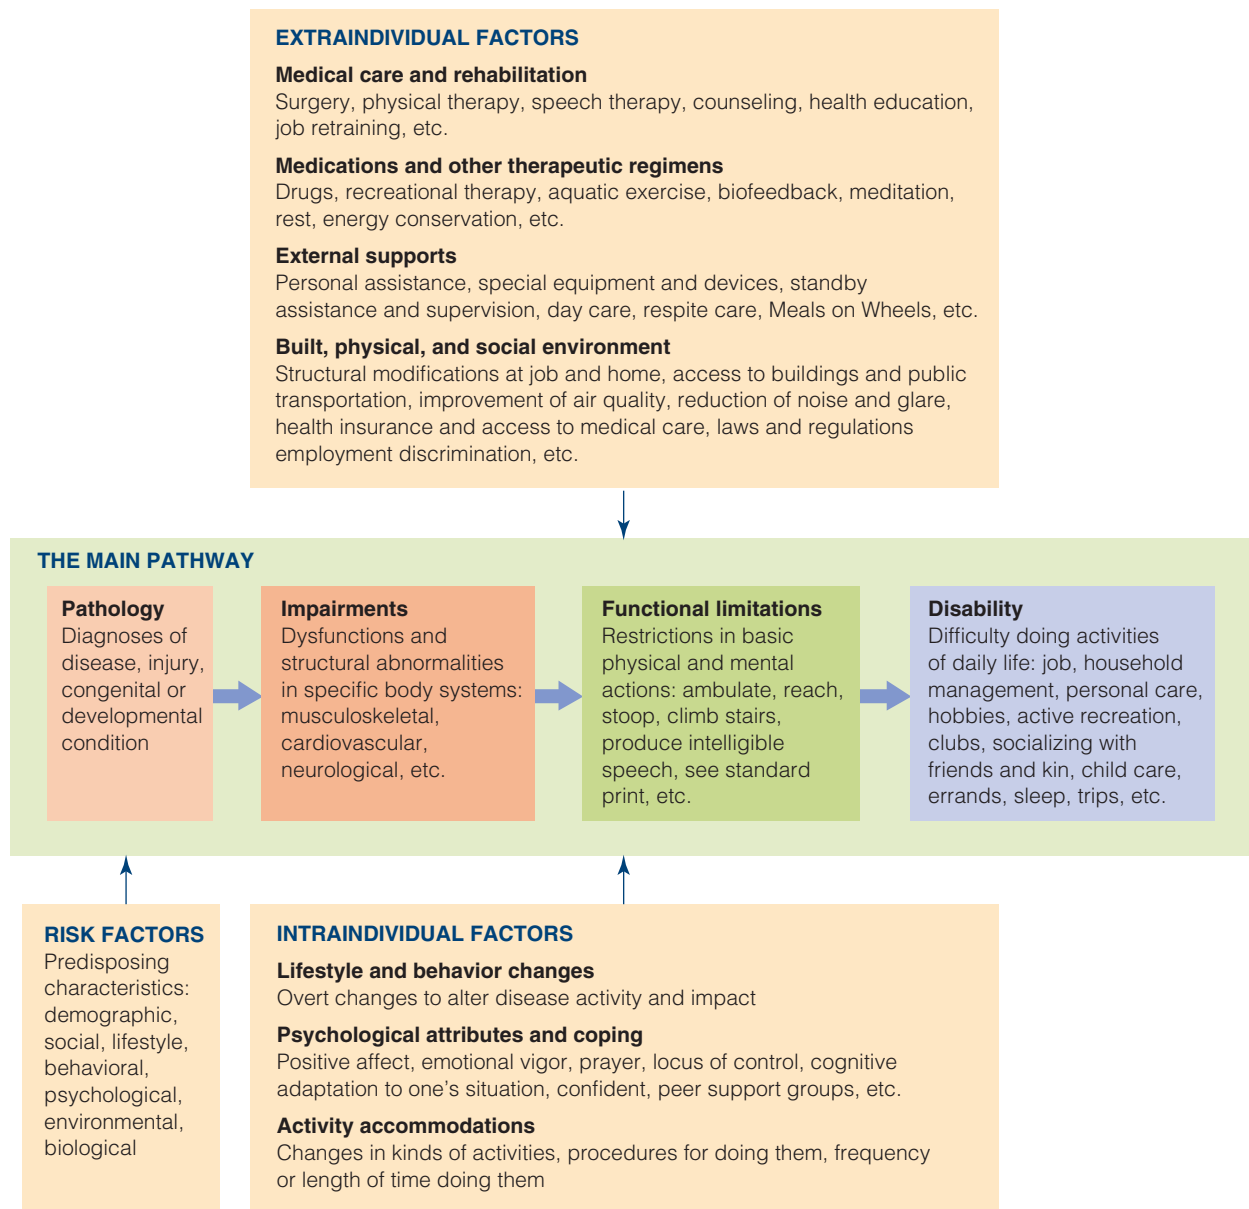 EXTRAINDIVIDUAL FACTORS
Medical care and rehabilitation
Surgery, physical therapy, speech therapy, counseling, health education,
job retraining, etc.
Medications and other therapeutic regimens
Drugs, recreational therapy, aquatic exercise, biofeedback, meditation,
rest, energy conservation, etc.
External supports
Personal assistance, special equipment and devices, standby
assistance and supervision, day care, respite care, Meals on Wheels, etc.
Built, physical, and social environment
Structural modifications at job and home, access to buildings and public
transportation, improvement of air quality, reduction of noise and glare,
health insurance and access to medical care, laws and regulations
employment discrimination, etc.
THE MAIN PATHWAY
Pathology
Diagnoses of
disease, injury,
congenital or
developmental
condition
Impairments
Dysfunctions and
structural abnormalities
in specific body systems:
musculoskeletal,
cardiovascular,
neurological, etc.
Functional limitations
Restrictions in basic
physical and mental
actions: ambulate, reach,
stoop, climb stairs,
produce intelligible
speech, see standard
print, etc.
Disability
Difficulty doing activities
of daily life: job, household
management, personal care,
hobbies, active recreation,
clubs, socializing with
friends and kin, child care,
errands, sleep, trips, etc.
RISK FACTORS
Predisposing
characteristics:
demographic,
social, lifestyle,
behavioral,
psychological,
environmental,
biological
INTRAINDIVIDUAL FACTORS
Lifestyle and behavior changes
Overt changes to alter disease activity and impact
Psychological attributes and coping
Positive affect, emotional vigor, prayer, locus of control, cognitive
adaptation to one's situation, confident, peer support groups, etc.
Activity accommodations
Changes in kinds of activities, procedures for doing them, frequency
or length of time doing them